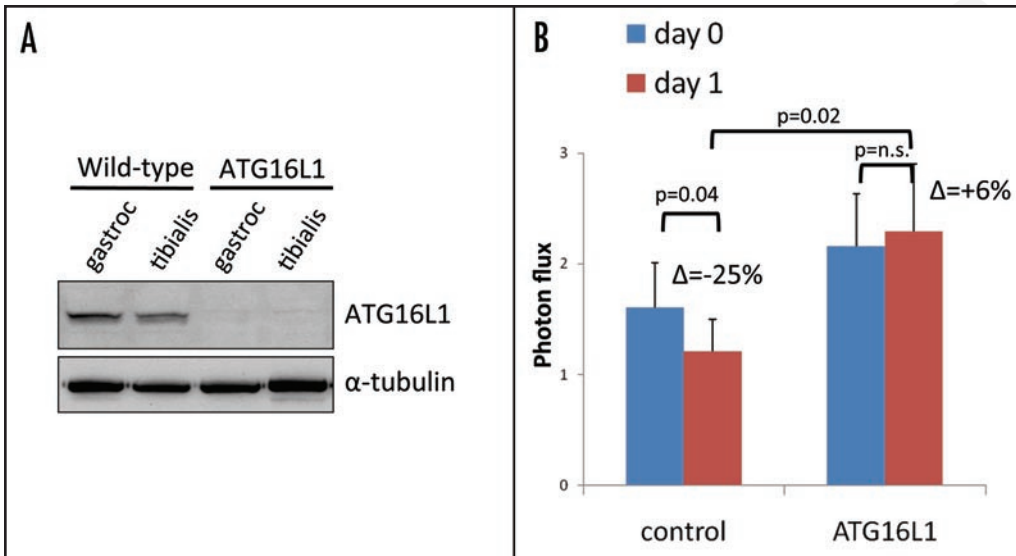 A
Wild-type ATG16L1
gastroc tibialis gastroc tibialis
ATG16L1
α-tubulin
B
day 0
day 1
p=0.02
p=n.s.
p=0.04
Δ=+6%
Δ=-25%
Photon flux
3
2
1
0
control ATG16L1